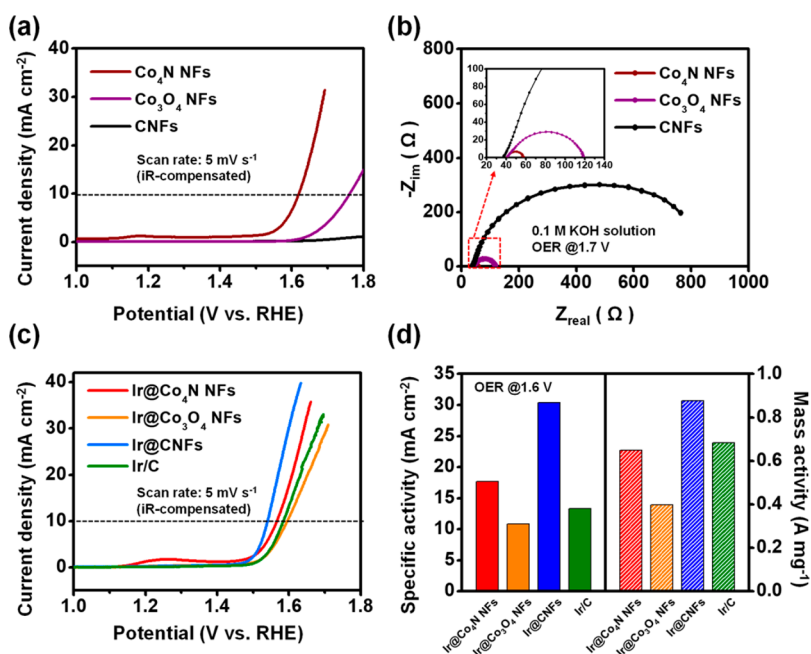 (a)
40
30
20
10
0
Current density (mA cm⁻²)
Co₄N NFs
Co₃O₄ NFs
CNFs
Scan rate: 5 mV s⁻¹
(iR-compensated)
1.0 1.2 1.4 1.6 1.8
Potential (V vs. RHE)
(b)
-800
-600
-400
-200
0
-Z_im ( Ω )
Co₄N NFs
Co₃O₄ NFs
CNFs
100
80
60
40
20
0
20 40 60 80 100 120 140
0.1 M KOH solution
OER @1.7 V
0 200 400 600 800 1000
Z_real ( Ω )
(c)
40
30
20
10
0
Current density (mA cm⁻²)
Ir@Co₄N NFs
Ir@Co₃O₄ NFs
Ir@CNFs
Ir/C
Scan rate: 5 mV s⁻¹
(iR-compensated)
1.0 1.2 1.4 1.6 1.8
Potential (V vs. RHE)
(d)
35
30
25
20
15
10
5
0
Specific activity (mA cm⁻²)
OER @1.6 V
1.0
0.8
0.6
0.4
0.2
0.0
Mass activity (A mg⁻¹)
Ir@Co₄N NFs
Ir@Co₃O₄ NFs
Ir@CNFs
Ir/C
Ir@Co₄N NFs
Ir@Co₃O₄ NFs
Ir@CNFs
Ir/C